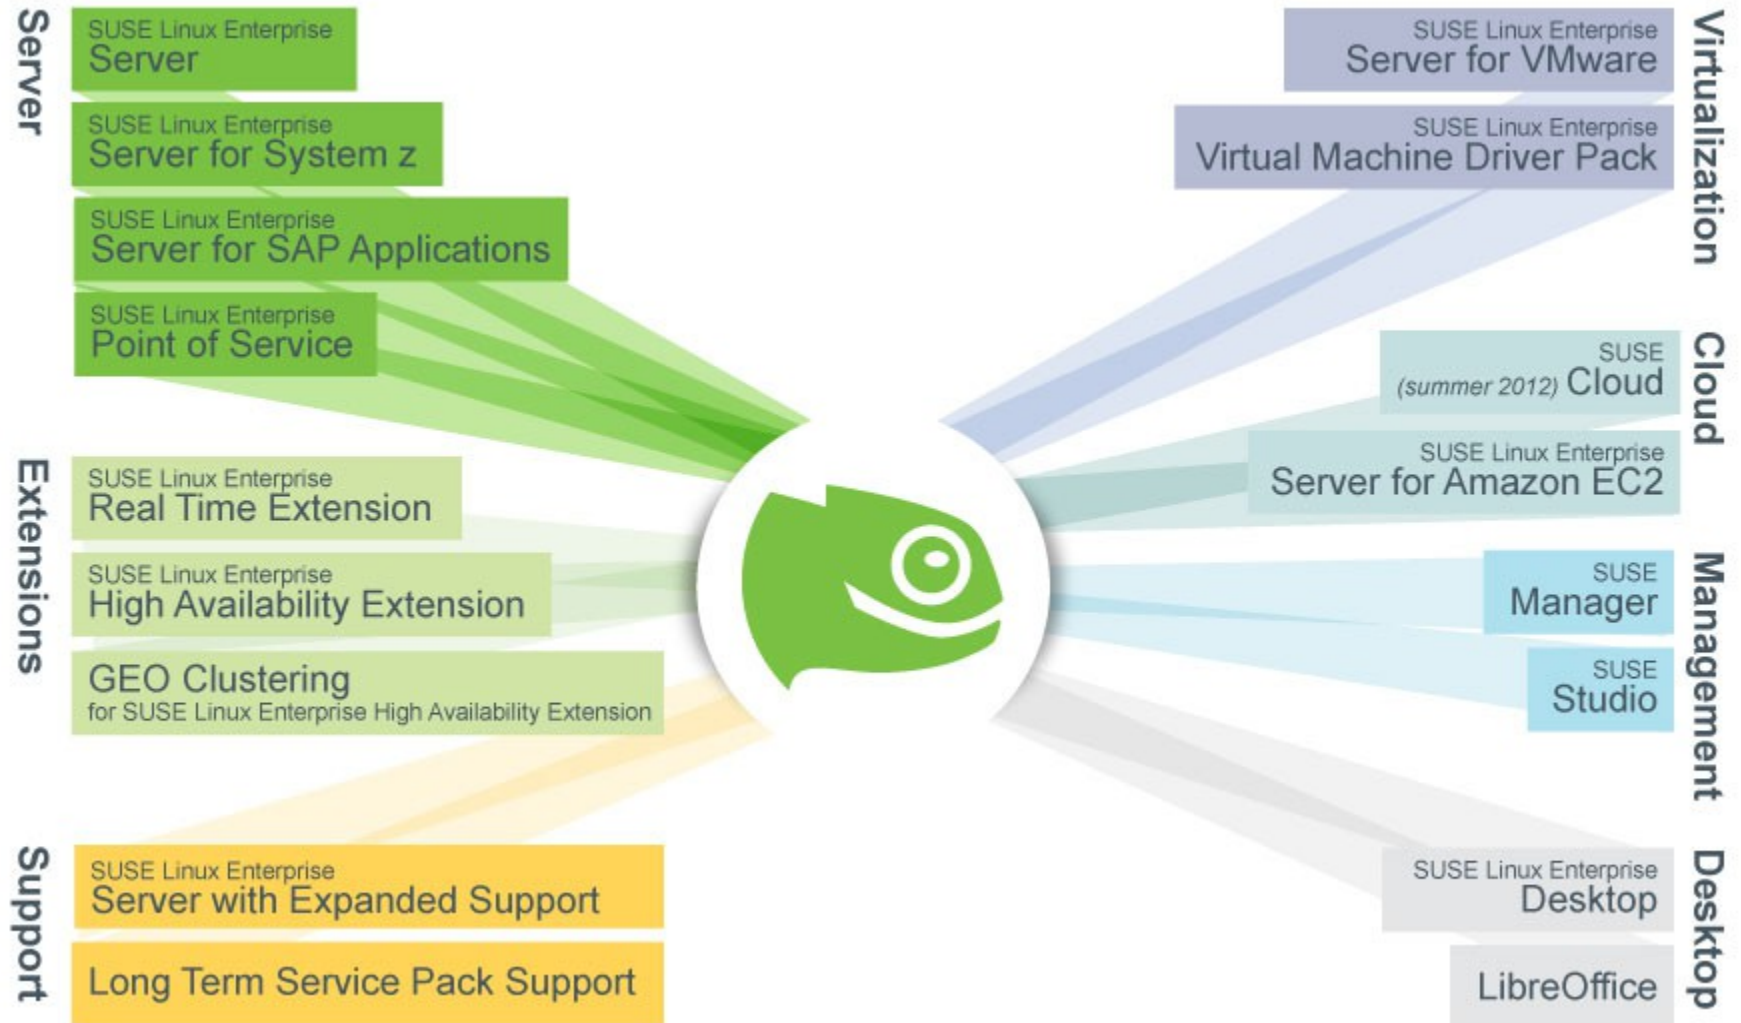 Server
SUSE Linux Enterprise
Server
SUSE Linux Enterprise
Server for System z
SUSE Linux Enterprise
Server for SAP Applications
SUSE Linux Enterprise
Point of Service
Extensions
SUSE Linux Enterprise
Real Time Extension
SUSE Linux Enterprise
High Availability Extension
GEO Clustering
for SUSE Linux Enterprise High Availability Extension
Support
SUSE Linux Enterprise
Server with Expanded Support
Long Term Service Pack Support
Virtualization
SUSE Linux Enterprise
Server for VMware
SUSE Linux Enterprise
Virtual Machine Driver Pack
Cloud
SUSE
(summer 2012) Cloud
SUSE Linux Enterprise
Server for Amazon EC2
Management
SUSE
Manager
SUSE
Studio
Desktop
SUSE Linux Enterprise
Desktop
LibreOffice